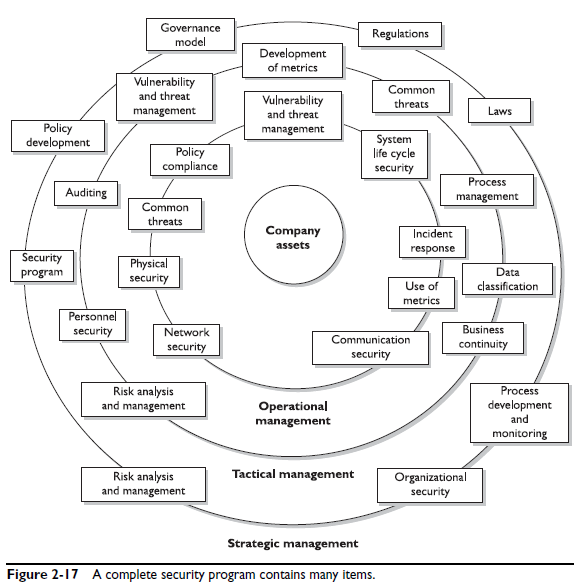 Governance
model
Regulations
Development
of metrics
Vulnerability
and threat
management
Common
threats
Vulnerability
and threat
management
Laws
Policy
development
System
life cycle
security
Policy
compliance
Auditing
Process
management
Common
threats
Company
assets
Incident
response
Security
program
Physical
security
Data
classification
Use of
metrics
Personnel
security
Network
security
Business
continuity
Communication
security
Risk analysis
and management
Operational
management
Process
development
and
monitoring
Tactical management
Risk analysis
and management
Organizational
security
Strategic management
Figure 2-17 A complete security program contains many items.